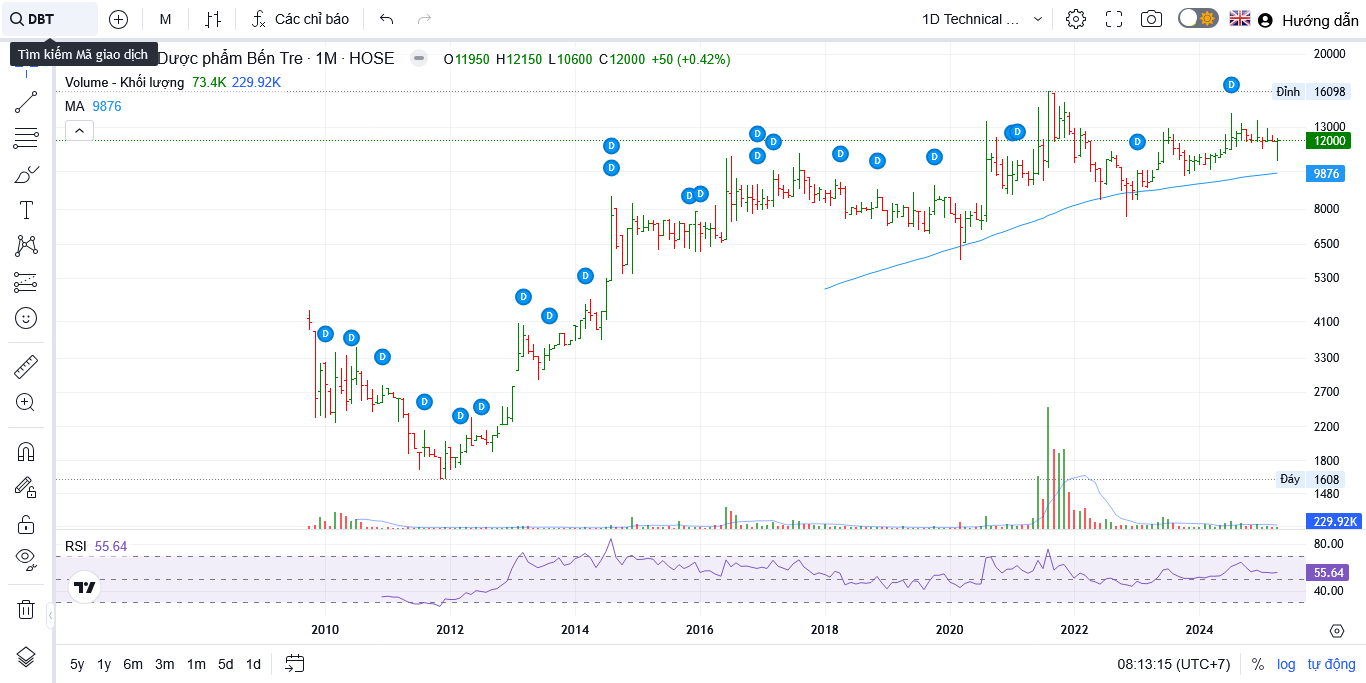 DBT
M
Các chỉ báo
1D Technical ...
Hướng dẫn
Tìm kiếm Mã giao dịch
Dược phẩm Bến Tre · 1M · HOSE
O11950 H12150 L10600 C12000 +50 (+0.42%)
Volume - Khối lượng 73.4K 229.92K
MA 9876
20000
Đỉnh 16098
13000
12000
9876
8000
6500
5300
4100
3300
2700
2200
1800
Đáy 1608
1480
229.92K
D D D D D D D D D D D D D D D D D D D D D D D
RSI 55.64
80.00
55.64
40.00
2010 2012 2014 2016 2018 2020 2022 2024
5y 1y 6m 3m 1m 5d 1d
08:13:15 (UTC+7) % log tự động